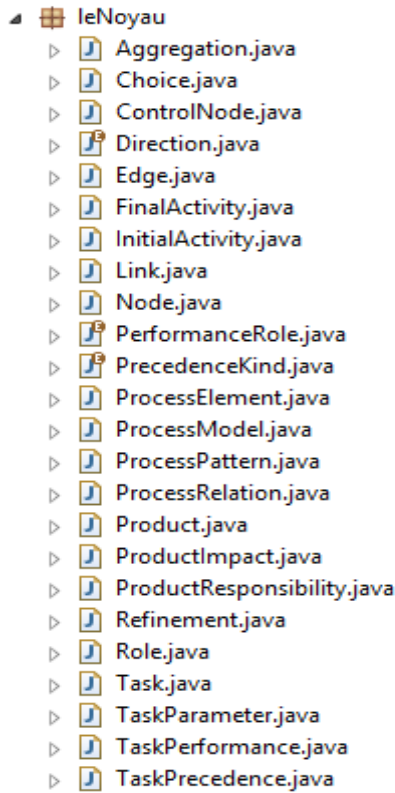 leNoyau
Aggregation.java
Choice.java
ControlNode.java
Direction.java
Edge.java
FinalActivity.java
InitialActivity.java
Link.java
Node.java
PerformanceRole.java
PrecedenceKind.java
ProcessElement.java
ProcessModel.java
ProcessPattern.java
ProcessRelation.java
Product.java
ProductImpact.java
ProductResponsibility.java
Refinement.java
Role.java
Task.java
TaskParameter.java
TaskPerformance.java
TaskPrecedence.java